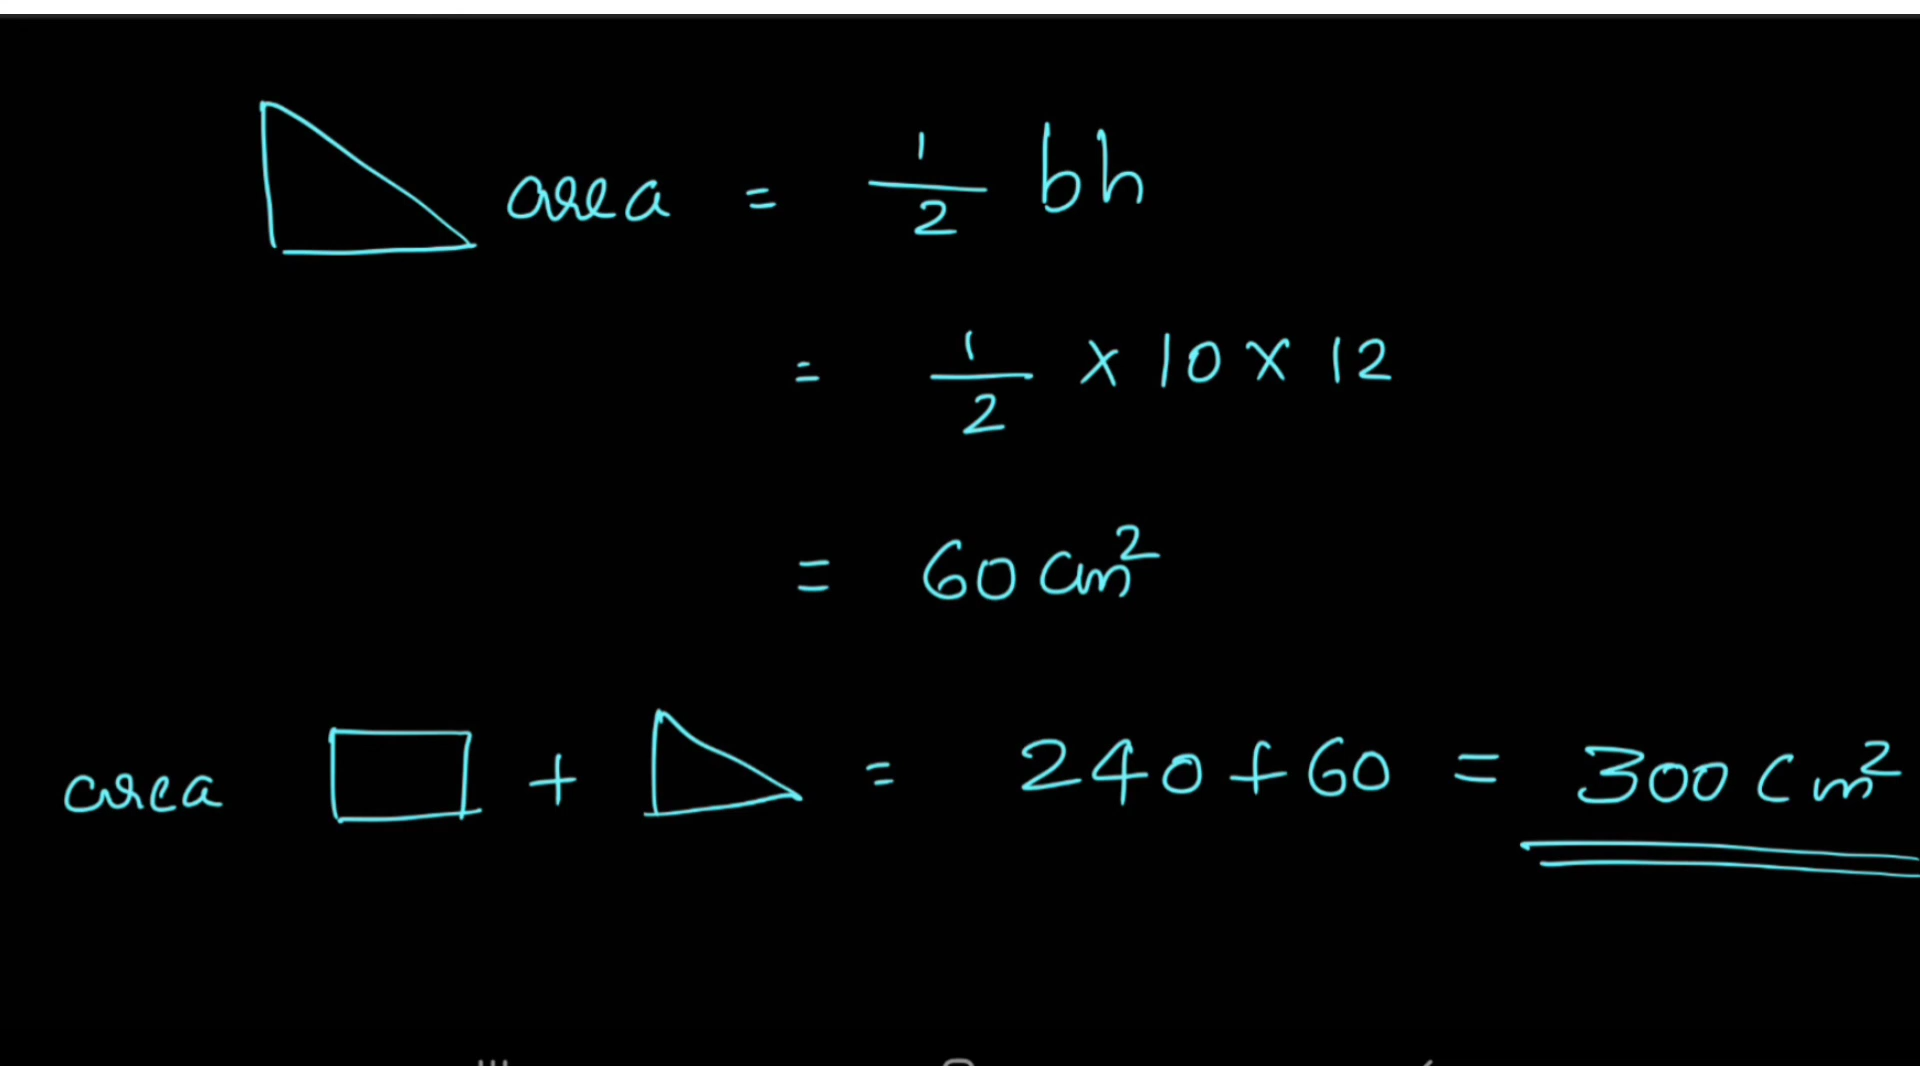 area = 1/2 bh
= 1/2 × 10 × 12
= 60 cm²
area □ + △ = 240 + 60 = 300 cm²